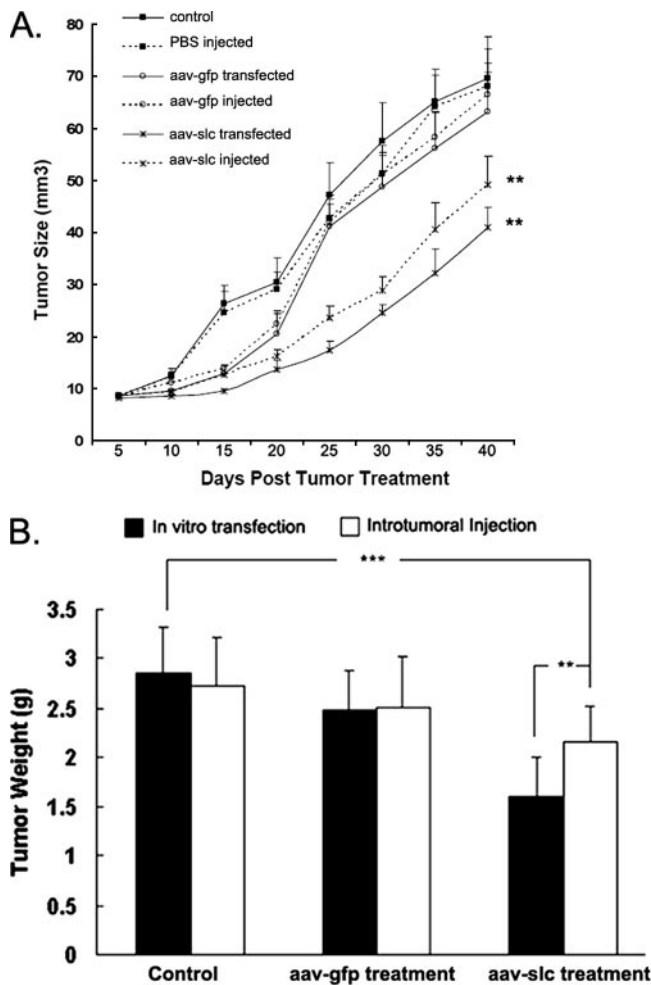 A.
control
PBS injected
aav-gfp transfected
aav-gfp injected
aav-slc transfected
aav-slc injected
80
70
60
50
40
30
20
10
0
Tumor Size (mm3)
**
**
5 10 15 20 25 30 35 40
Days Post Tumor Treatment
B.
In vitro transfection
Introtumoral Injection
***
**
3.5
3
2.5
2
1.5
1
0.5
0
Tumor Weight (g)
Control aav-gfp treatment aav-slc treatment